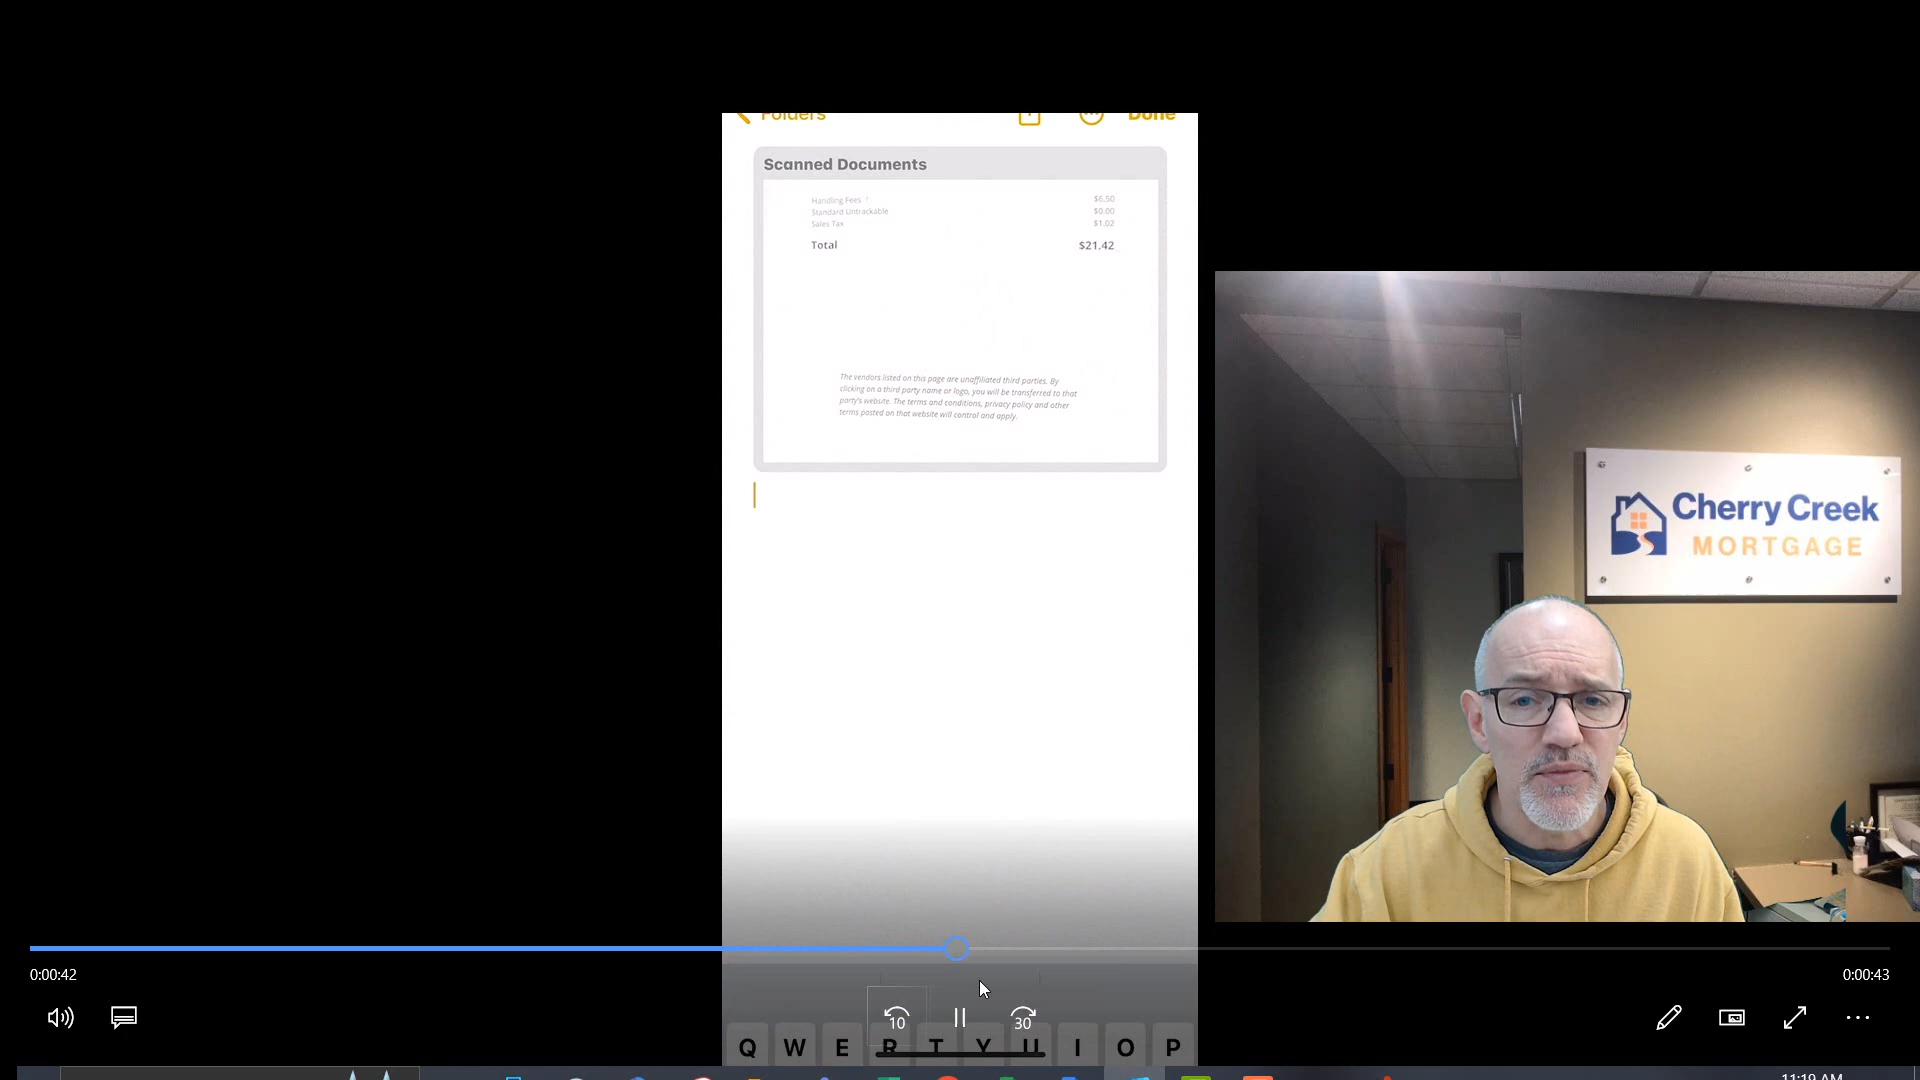 Folders
Done
Scanned Documents
Handling Fees $6.50
Standard Untrackable $0.00
Sales Tax $1.02
Total $21.42
The vendors listed on this page are unaffiliated third parties. By
clicking on a third party name or logo, you will be transferred to that
party's website. The terms and conditions, privacy policy and other
terms posted on that website will control and apply.
Cherry Creek
MORTGAGE
0:00:42
0:00:43
10
30
Q W E R T Y U I O P
11:19 AM